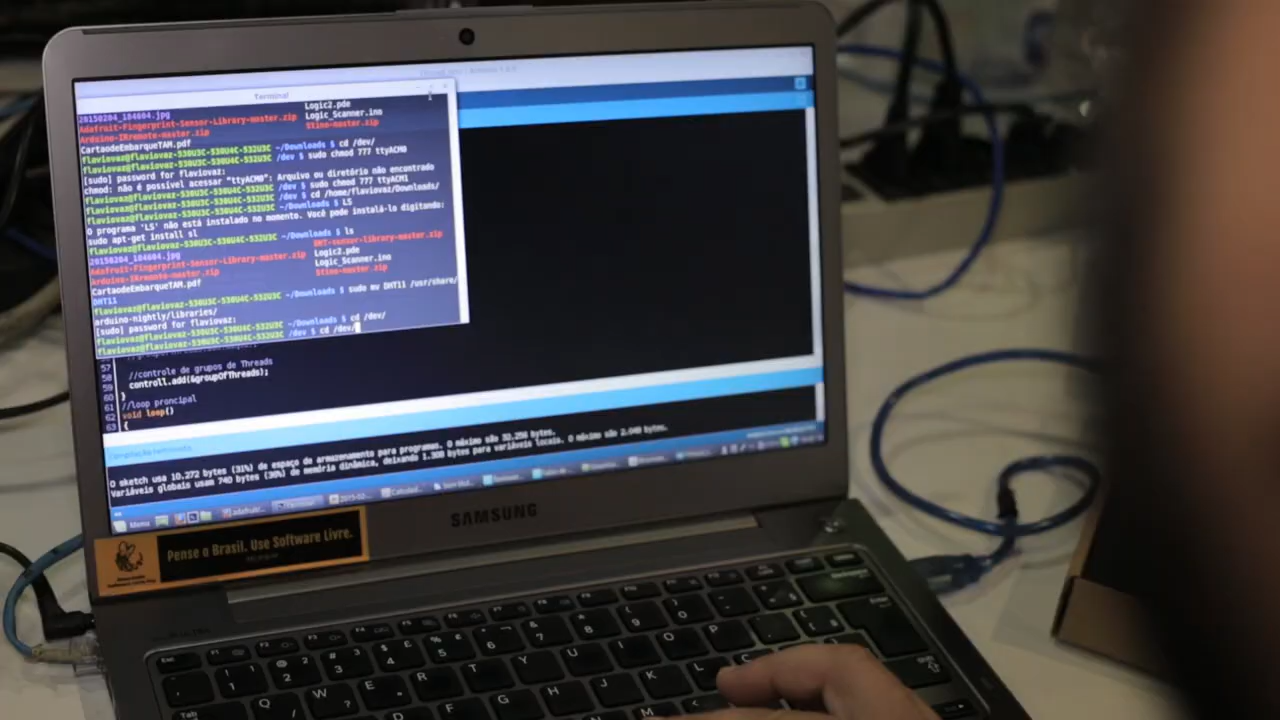 terminal
20150204_184604.jpg Logic2.pde
Adafruit-Fingerprint-Sensor-Library-master.zip Logic_Scanner.ino
Arduino-IRremote-master.zip Stino-master.zip
CartaodeEmbarqueTAM.pdf
flaviovaz@flaviovaz-530U3C-530U4C-532U3C ~/Downloads $ cd /dev/
flaviovaz@flaviovaz-530U3C-530U4C-532U3C /dev $ sudo chmod 777 ttyACM0
[sudo] password for flaviovaz:
chmod: não é possível acessar "ttyACM0": Arquivo ou diretório não encontrado
flaviovaz@flaviovaz-530U3C-530U4C-532U3C /dev $ sudo chmod 777 ttyACM1
flaviovaz@flaviovaz-530U3C-530U4C-532U3C /dev $ cd /home/flaviovaz/Downloads/
flaviovaz@flaviovaz-530U3C-530U4C-532U3C ~/Downloads $ LS
O programa 'LS' não está instalado no momento. Você pode instalá-lo digitando:
sudo apt-get install sl
flaviovaz@flaviovaz-530U3C-530U4C-532U3C ~/Downloads $ ls
20150204_184604.jpg DHT-sensor-library-master.zip
Adafruit-Fingerprint-Sensor-Library-master.zip Logic2.pde
Arduino-IRremote-master.zip Logic_Scanner.ino
CartaodeEmbarqueTAM.pdf Stino-master.zip
DHT11
flaviovaz@flaviovaz-530U3C-530U4C-532U3C ~/Downloads $ sudo mv DHT11 /usr/share/
arduino-nightly/libraries/
[sudo] password for flaviovaz:
flaviovaz@flaviovaz-530U3C-530U4C-532U3C ~/Downloads $ cd /dev/
flaviovaz@flaviovaz-530U3C-530U4C-532U3C /dev $ cd /dev/
57
58 //controle de grupos de Threads
59 controll.add(&groupOfThreads);
60 }
61 //loop proncipal
62 void loop()
63 {
O sketch usa 10.272 bytes (31%) de espaço de armazenamento para programas. O máximo são 32.256 bytes.
Variáveis globais usam 740 bytes (36%) de memória dinâmica, deixando 1.308 bytes para variáveis locais. O máximo são 2.048 bytes.
Menu
SAMSUNG
Pense o Brasil. Use Software Livre.